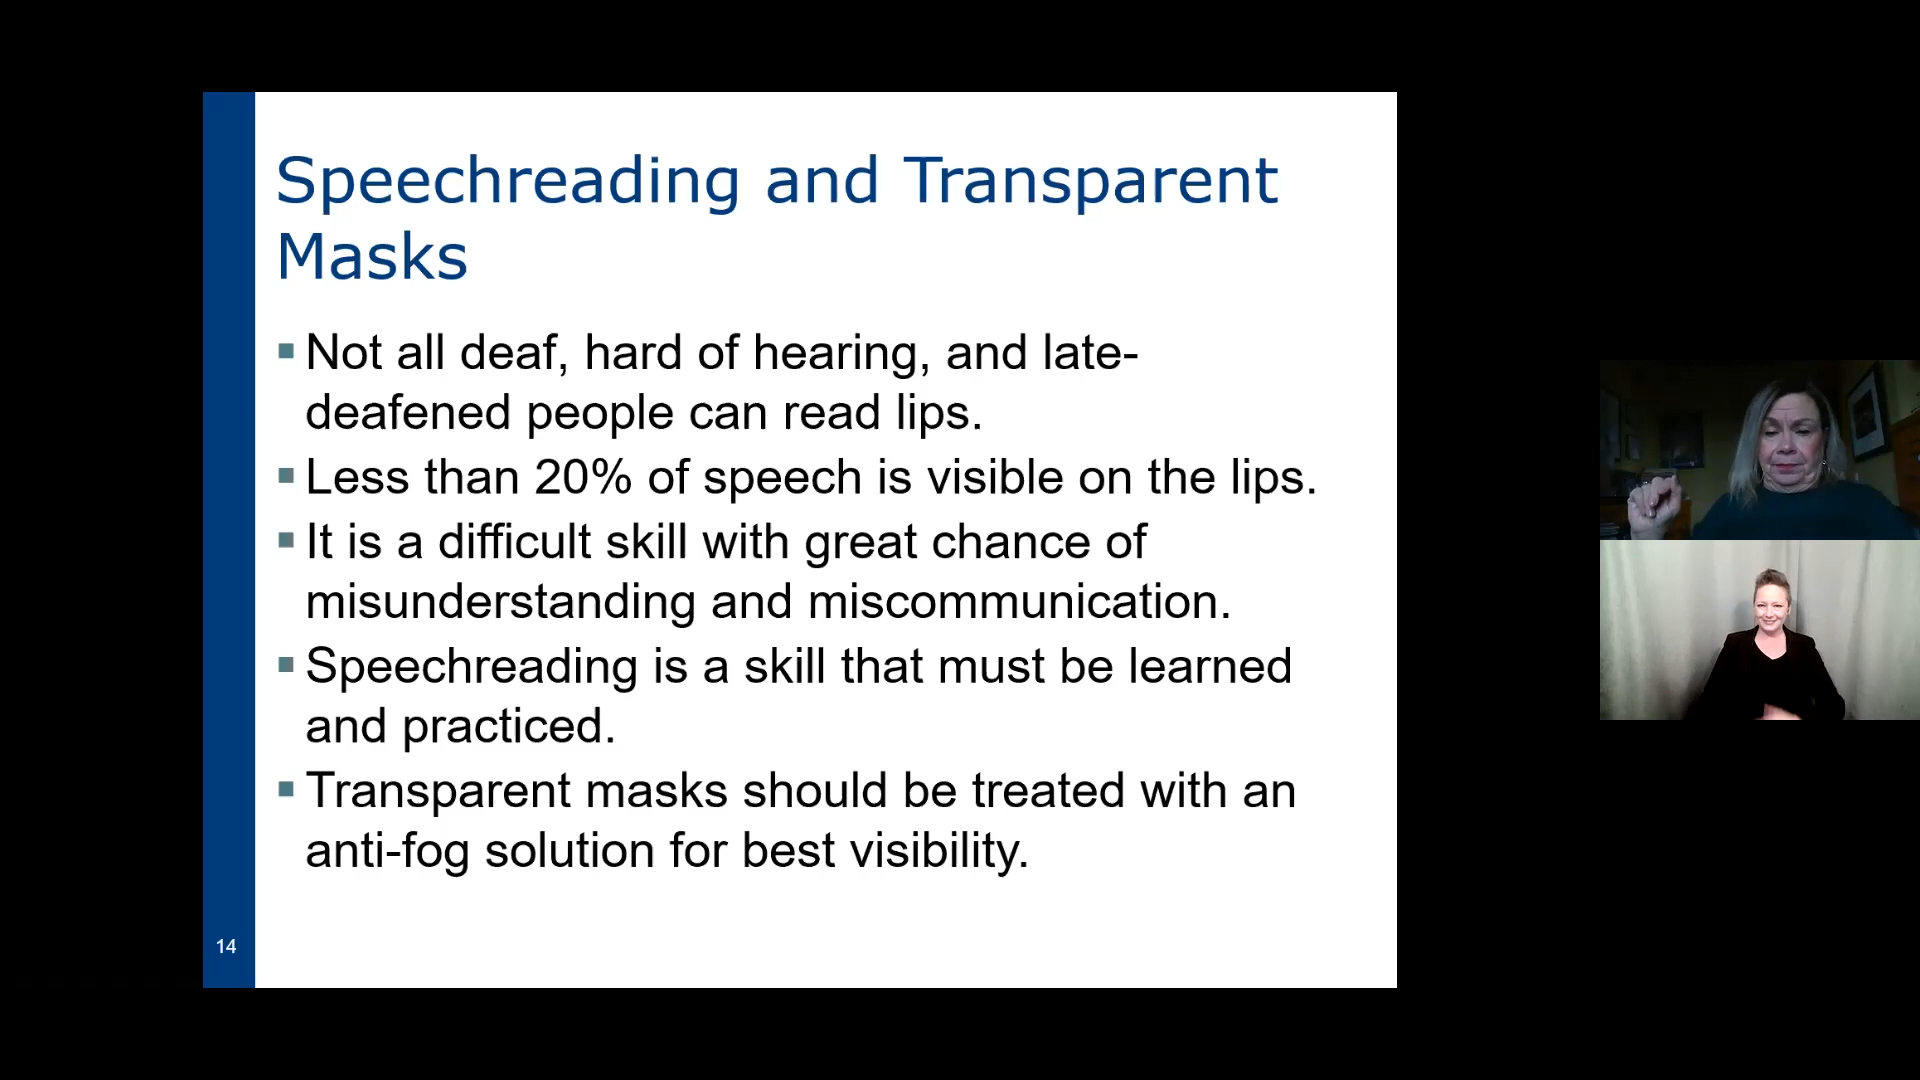 Speechreading and Transparent
Masks
Not all deaf, hard of hearing, and late-
deafened people can read lips.
Less than 20% of speech is visible on the lips.
It is a difficult skill with great chance of
misunderstanding and miscommunication.
Speechreading is a skill that must be learned
and practiced.
Transparent masks should be treated with an
anti-fog solution for best visibility.
14